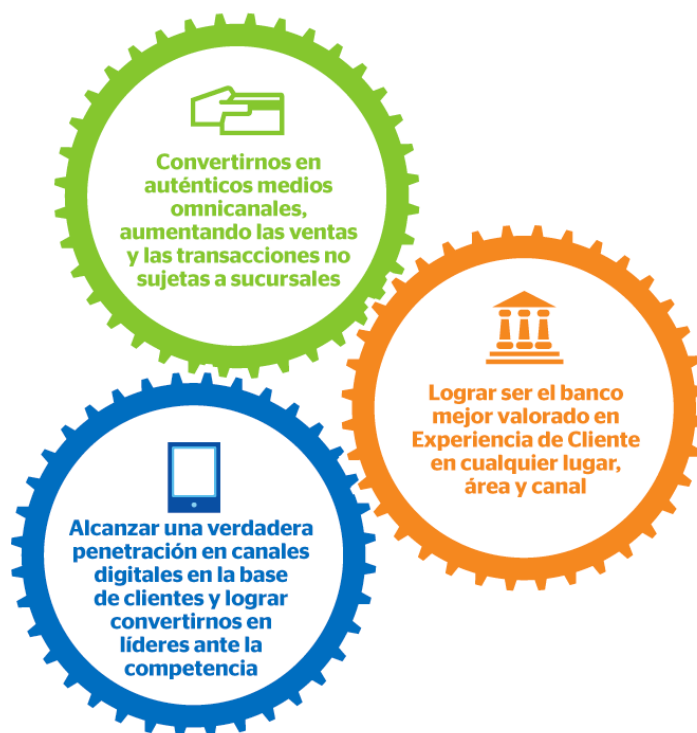 Convertirnos en
auténticos medios
omnicanales,
aumentando las ventas
y las transacciones no
sujetas a sucursales
Lograr ser el banco
mejor valorado en
Experiencia de Cliente
en cualquier lugar,
área y canal
Alcanzar una verdadera
penetración en canales
digitales en la base
de clientes y lograr
convertirnos en
líderes ante la
competencia